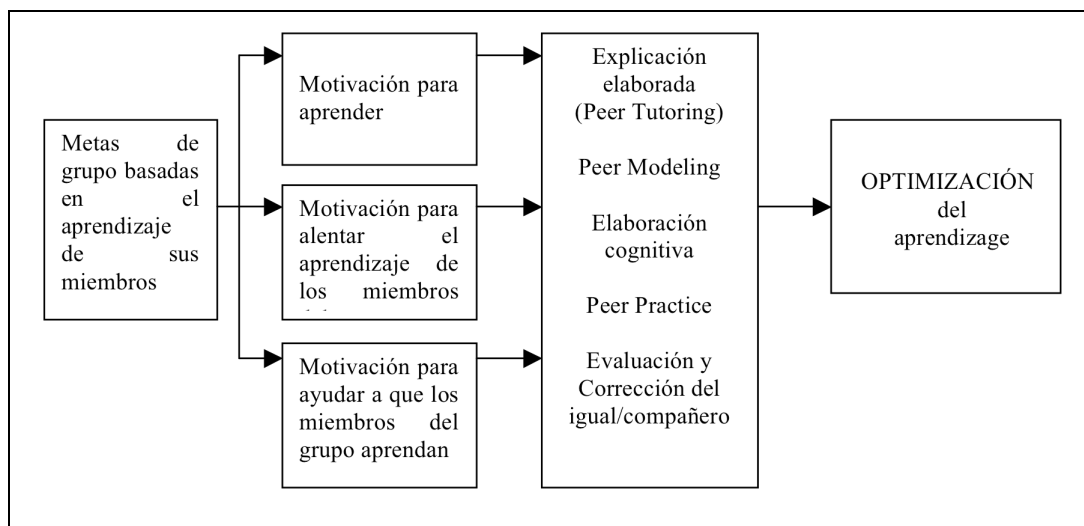 Metas de
grupo basadas
en el
aprendizaje
de sus
miembros
Motivación para
aprender
Motivación para
alentar el
aprendizaje de
los miembros
Motivación para
ayudar a que los
miembros del
grupo aprendan
Explicación
elaborada
(Peer Tutoring)
Peer Modeling
Elaboración
cognitiva
Peer Practice
Evaluación y
Corrección del
igual/compañero
OPTIMIZACIÓN
del
aprendizage